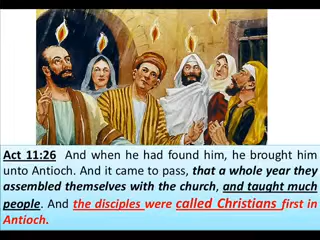 Act 11:26 And when he had found him, he brought him
unto Antioch. And it came to pass, that a whole year they
assembled themselves with the church, and taught much
people. And the disciples were called Christians first in
Antioch.